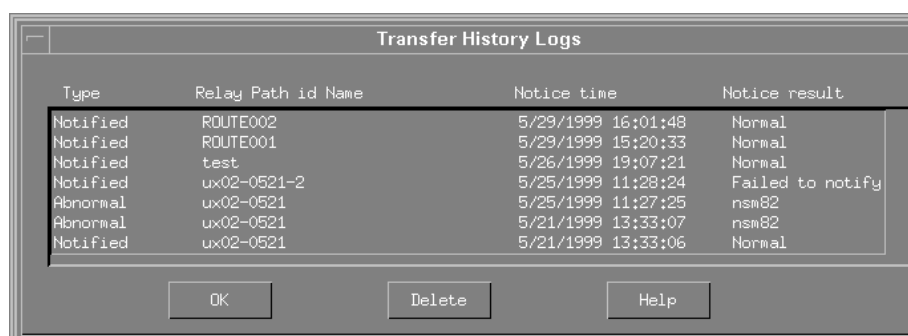 Transfer History Logs
Type Relay Path id Name Notice time Notice result
Notified ROUTE002 5/29/1999 16:01:48 Normal
Notified ROUTE001 5/29/1999 15:20:33 Normal
Notified test 5/26/1999 19:07:21 Normal
Notified ux02-0521-2 5/25/1999 11:28:24 Failed to notify
Abnormal ux02-0521 5/25/1999 11:27:25 nsm82
Abnormal ux02-0521 5/21/1999 13:33:07 nsm82
Notified ux02-0521 5/21/1999 13:33:06 Normal
OK Delete Help